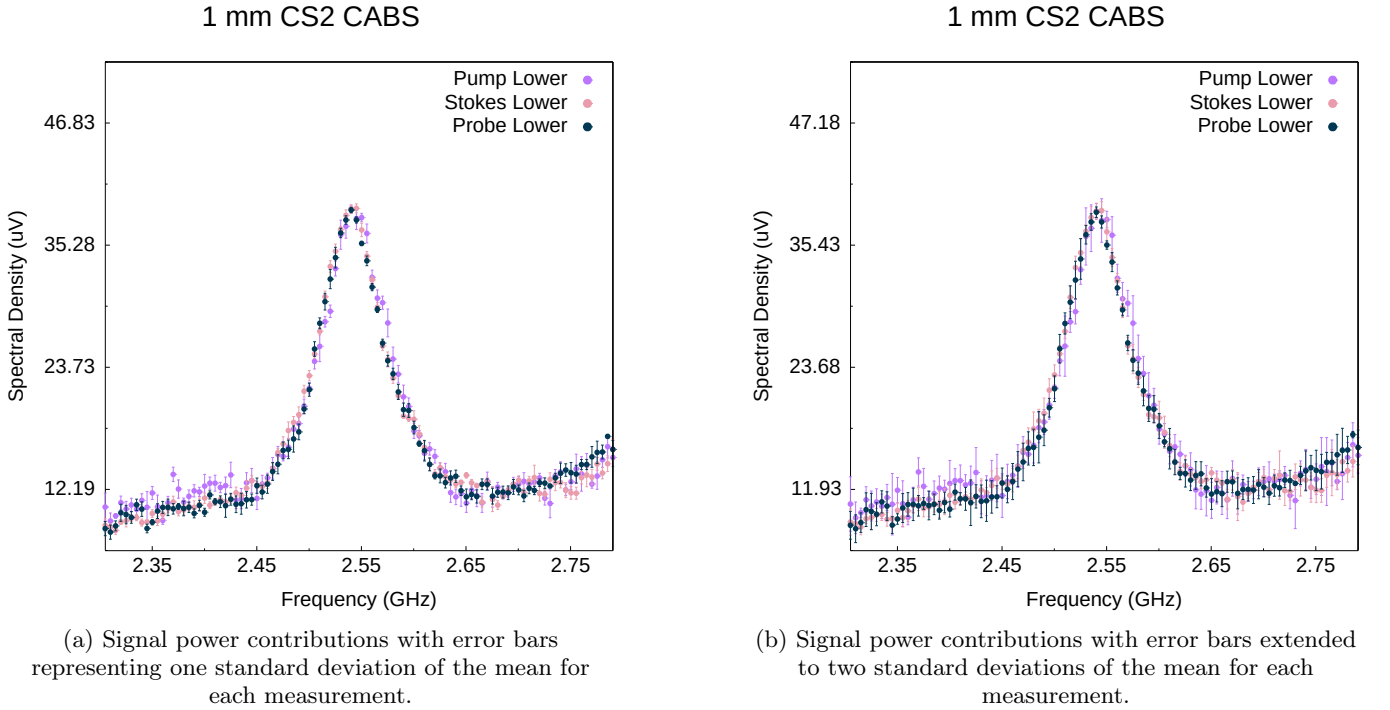 1 mm CS2 CABS
Pump Lower
Stokes Lower
Probe Lower
46.83
35.28
23.73
12.19
Spectral Density (uV)
2.35 2.45 2.55 2.65 2.75
Frequency (GHz)
(a) Signal power contributions with error bars
representing one standard deviation of the mean for
each measurement.
1 mm CS2 CABS
Pump Lower
Stokes Lower
Probe Lower
47.18
35.43
23.68
11.93
Spectral Density (uV)
2.35 2.45 2.55 2.65 2.75
Frequency (GHz)
(b) Signal power contributions with error bars extended
to two standard deviations of the mean for each
measurement.